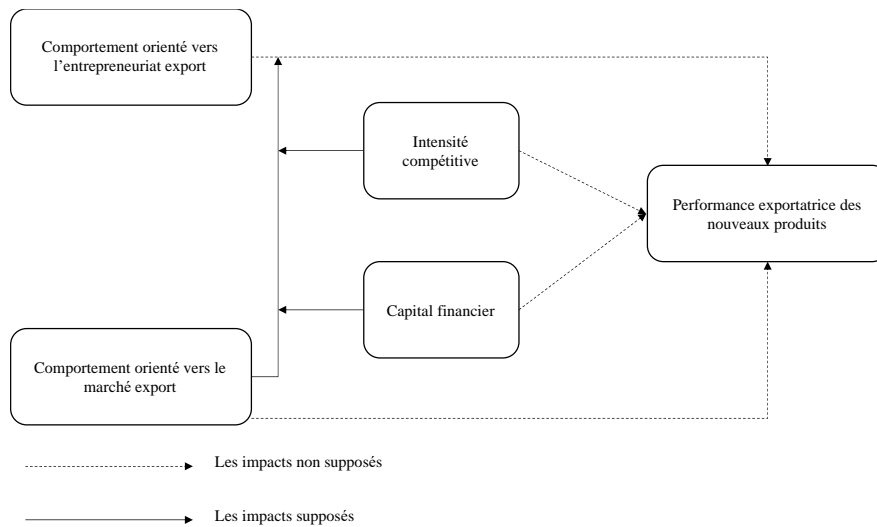 Comportement orienté vers
l'entrepreneuriat export
Intensité
compétitive
Performance exportatrice des
nouveaux produits
Capital financier
Comportement orienté vers le
marché export
Les impacts non supposés
Les impacts supposés